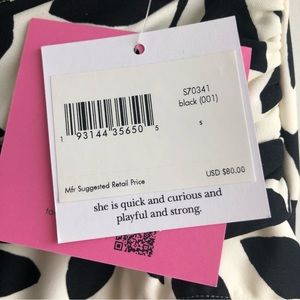 S70341
black (001)
1 93144 35650 5
s
Mfr Suggested Retail Price
USD $80.00
she is quick and curious and
playful and strong.